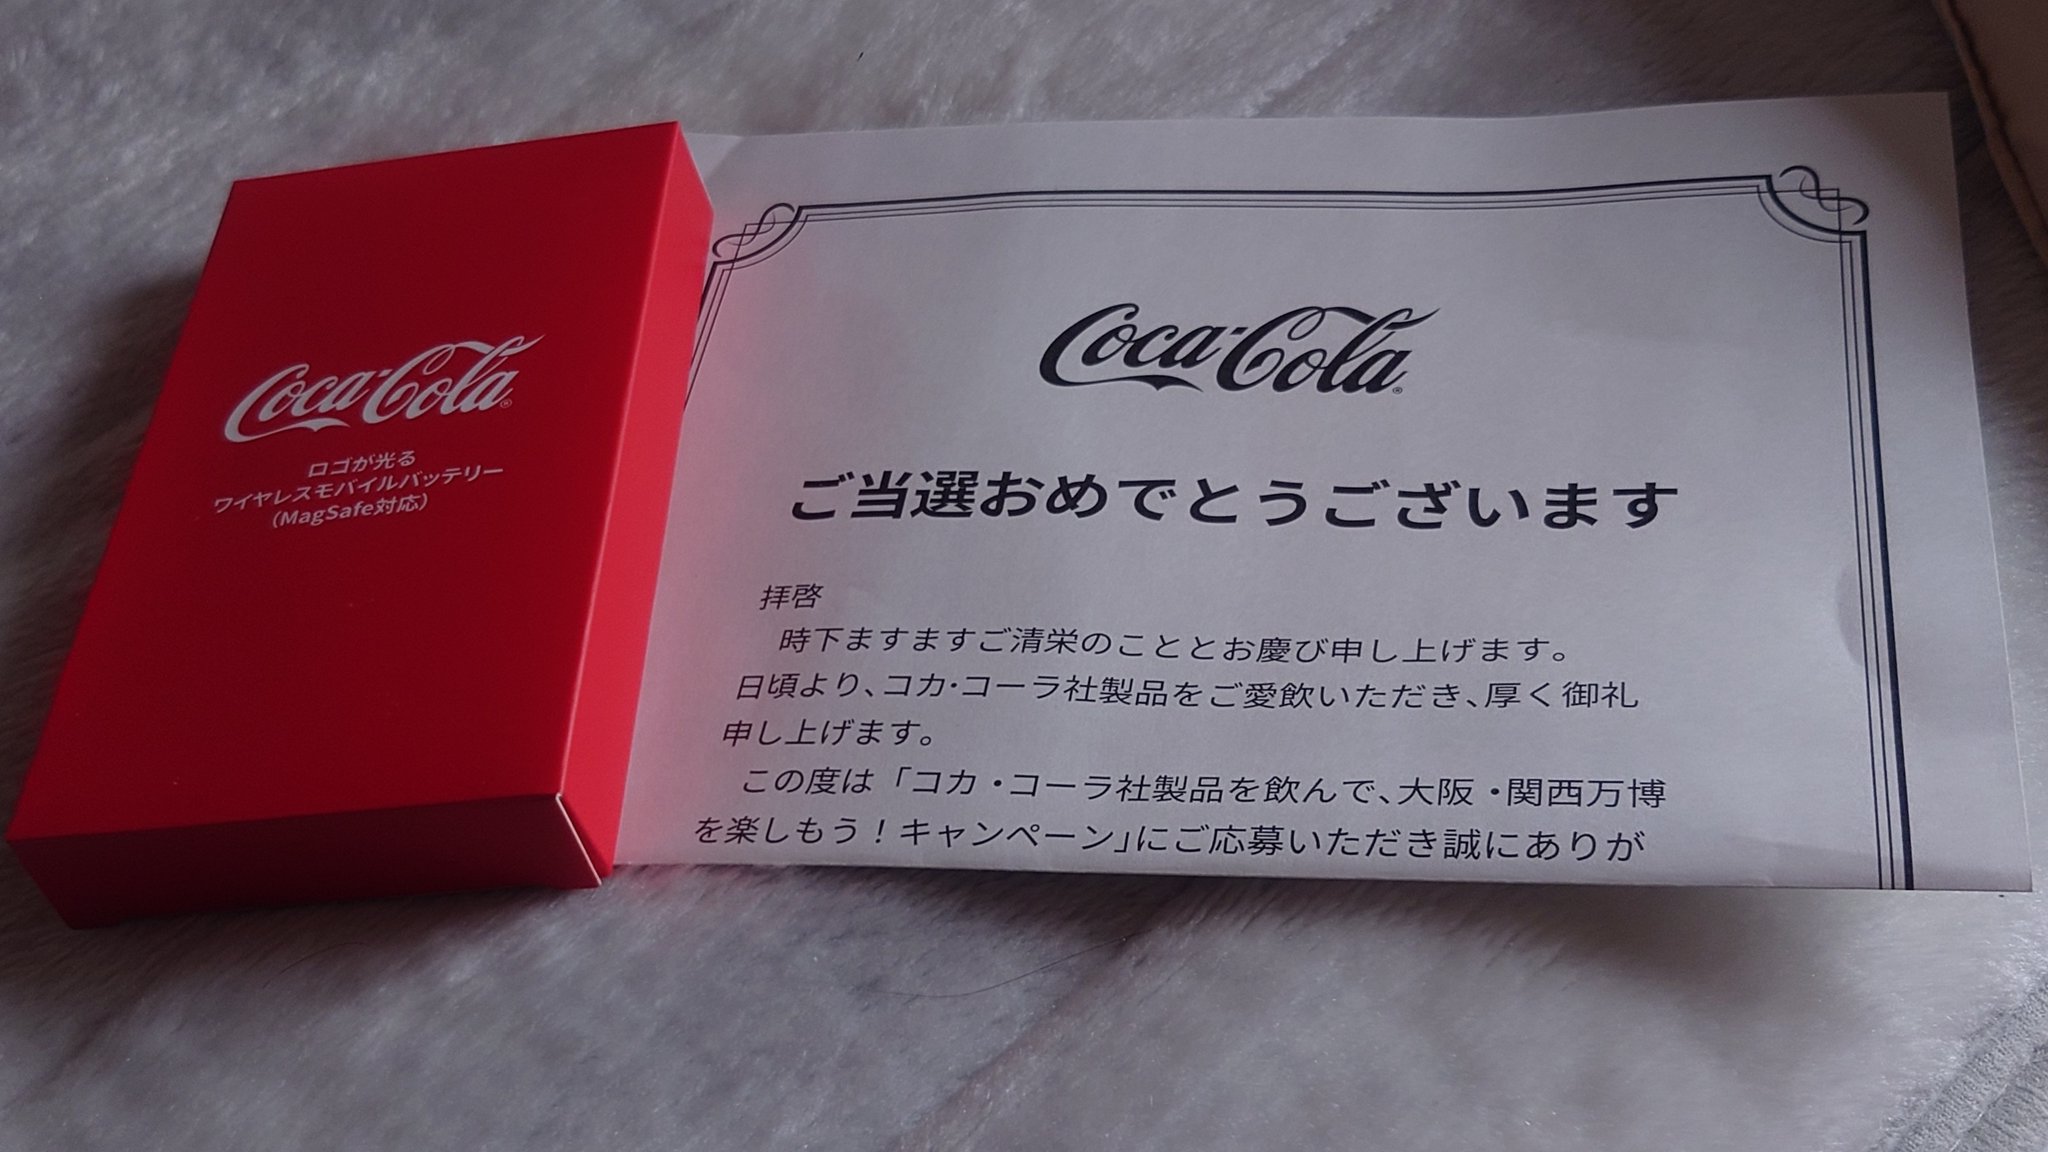 Coca-Cola®
ロゴが光る
ワイヤレスモバイルバッテリー
（MagSafe対応）
Coca-Cola®
ご当選おめでとうございます
拝啓
時下ますますご清栄のこととお慶び申し上げます。
日頃より、コカ・コーラ社製品をご愛飲いただき、厚く御礼
申し上げます。
この度は「コカ・コーラ社製品を飲んで、大阪・関西万博
を楽しもう！キャンペーン」にご応募いただき誠にありが